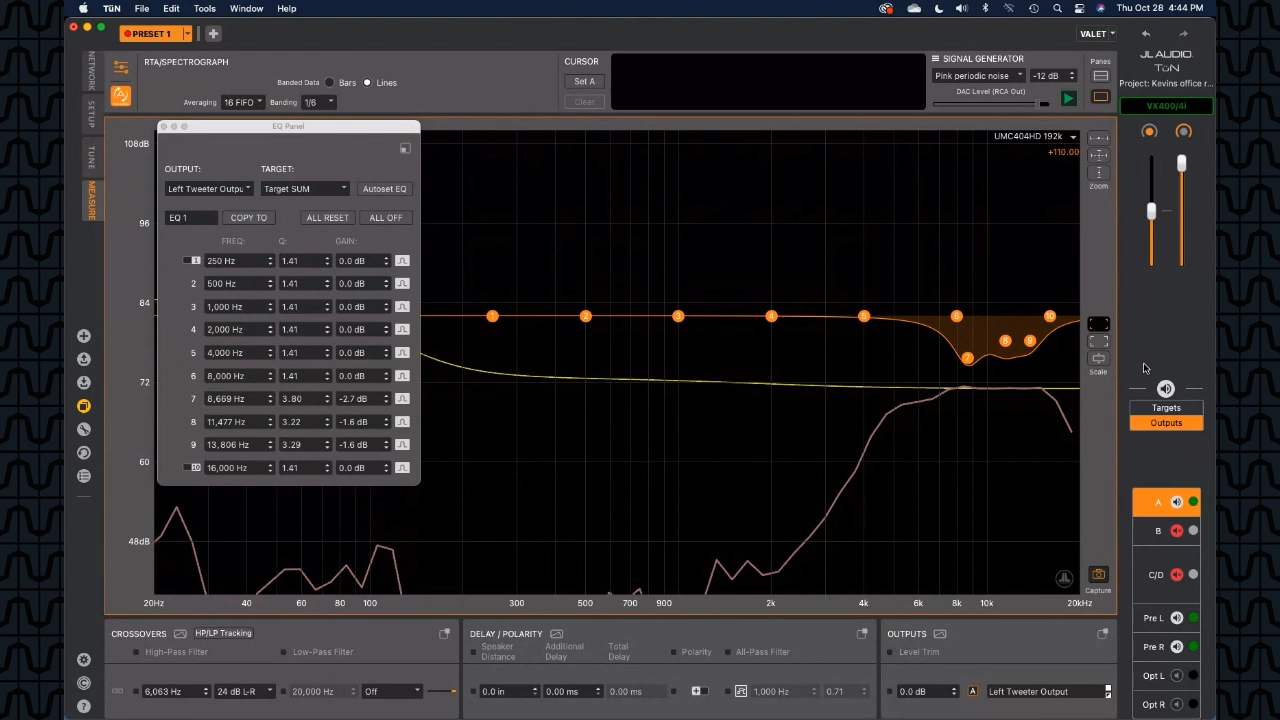 TüN File Edit Tools Window Help
Thu Oct 28 4:44 PM
PRESET 1
VALET
JL AUDIO
TüN
Project: Kevins office r...
VX400/4i
NETWORK
SETUP
TUNE
MEASURE
RTA/SPECTROGRAPH
Banded Data Bars Lines
Averaging 16 FIFO Banding 1/6
CURSOR
Set A
Clear
SIGNAL GENERATOR
Pink periodic noise -12 dB
DAC Level (RCA Out)
Panes
EQ Panel
OUTPUT: TARGET:
Left Tweeter Outpu Target SUM Autoset EQ
EQ 1 COPY TO ALL RESET ALL OFF
FREQ: Q: GAIN:
1 250 Hz 1.41 0.0 dB
2 500 Hz 1.41 0.0 dB
3 1,000 Hz 1.41 0.0 dB
4 2,000 Hz 1.41 0.0 dB
5 4,000 Hz 1.41 0.0 dB
6 8,000 Hz 1.41 0.0 dB
7 8,669 Hz 3.80 -2.7 dB
8 11,477 Hz 3.22 -1.6 dB
9 13,806 Hz 3.29 -1.6 dB
10 16,000 Hz 1.41 0.0 dB
108dB
96
84
72
60
48dB
UMC404HD 192k
+110.00
1 2 3 4 5 6 7 8 9 10
20Hz 40 60 80 100 300 500 700 900 2k 4k 6k 8k 10k 20kHz
Zoom
Scale
Capture
Targets
Outputs
A
B
C/D
Pre L
Pre R
Opt L
Opt R
CROSSOVERS HP/LP Tracking
High-Pass Filter Low-Pass Filter
6,063 Hz 24 dB L-R 20,000 Hz Off
DELAY / POLARITY
Speaker Distance Additional Delay Total Delay Polarity All-Pass Filter
0.0 in 0.00 ms 0.00 ms 1,000 Hz 0.71
OUTPUTS
Level Trim
0.0 dB A Left Tweeter Output